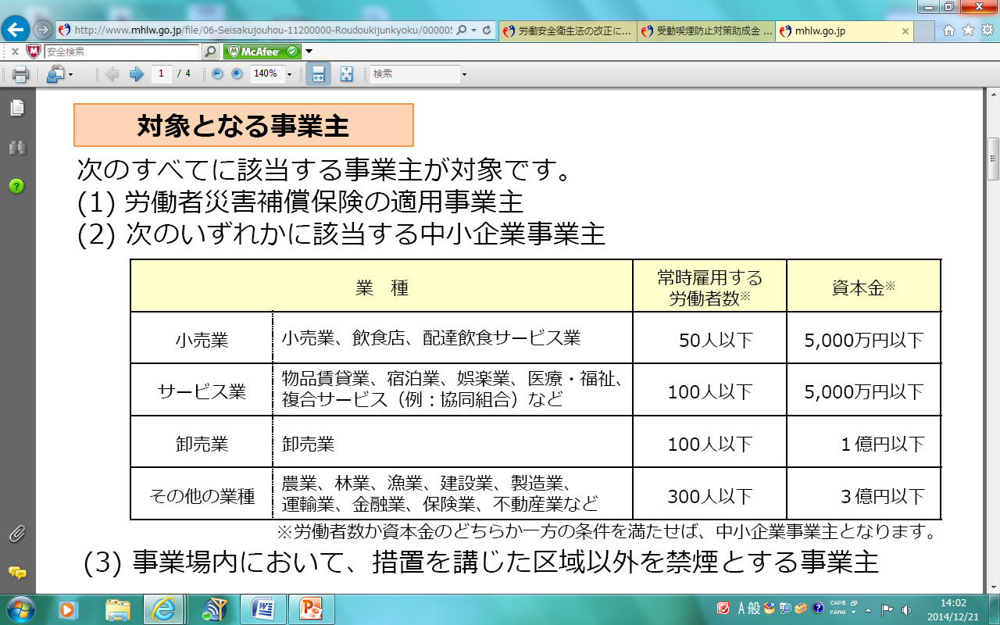 http://www.mhlw.go.jp/file/06-Seisakujouhou-11200000-Roudoukijunkyoku/00000
労働安全衛生法の改正に...
受動喫煙防止対策助成金 ...
mhlw.go.jp
安全検索
McAfee
1 / 4
140%
検索
対象となる事業主
次のすべてに該当する事業主が対象です。
(1) 労働者災害補償保険の適用事業主
(2) 次のいずれかに該当する中小企業事業主
業 種
常時雇用する
労働者数※
資本金※
小売業
小売業、飲食店、配達飲食サービス業
50人以下
5,000万円以下
サービス業
物品賃貸業、宿泊業、娯楽業、医療・福祉、
複合サービス（例：協同組合）など
100人以下
5,000万円以下
卸売業
卸売業
100人以下
１億円以下
その他の業種
農業、林業、漁業、建設業、製造業、
運輸業、金融業、保険業、不動産業など
300人以下
３億円以下
※労働者数か資本金のどちらか一方の条件を満たせば、中小企業事業主となります。
(3) 事業場内において、措置を講じた区域以外を禁煙とする事業主
A 般
CAPS
KANA
14:02
2014/12/21